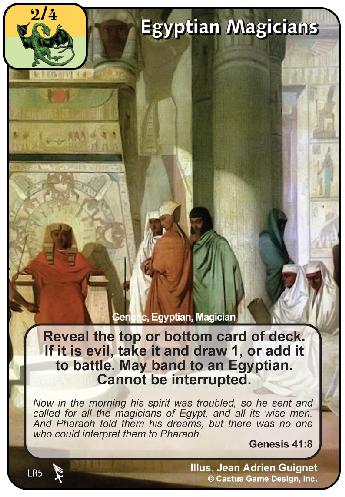 2/4
Egyptian Magicians
Generic, Egyptian, Magician
Reveal the top or bottom card of deck.
If it is evil, take it and draw 1, or add it
to battle. May band to an Egyptian.
Cannot be interrupted.
Now in the morning his spirit was troubled, so he sent and
called for all the magicians of Egypt, and all its wise men.
And Pharaoh told them his dreams, but there was no one
who could interpret them to Pharaoh
Genesis 41:8
LR5
Illus. Jean Adrien Guignet
© Cactus Game Design, Inc.